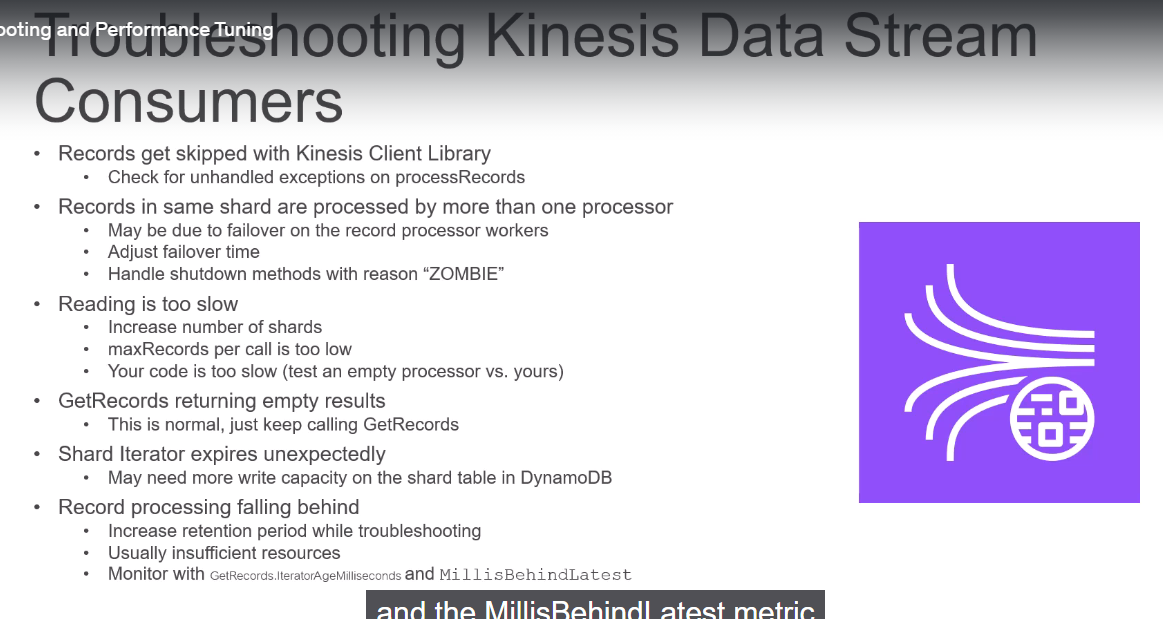 ooting and Performance Tuning
Troubleshooting Kinesis Data Stream
Consumers
• Records get skipped with Kinesis Client Library
• Check for unhandled exceptions on processRecords
• Records in same shard are processed by more than one processor
• May be due to failover on the record processor workers
• Adjust failover time
• Handle shutdown methods with reason “ZOMBIE”
• Reading is too slow
• Increase number of shards
• maxRecords per call is too low
• Your code is too slow (test an empty processor vs. yours)
• GetRecords returning empty results
• This is normal, just keep calling GetRecords
• Shard Iterator expires unexpectedly
• May need more write capacity on the shard table in DynamoDB
• Record processing falling behind
• Increase retention period while troubleshooting
• Usually insufficient resources
• Monitor with GetRecords.IteratorAgeMilliseconds and MillisBehindLatest
and the MillisBehindLatest metric